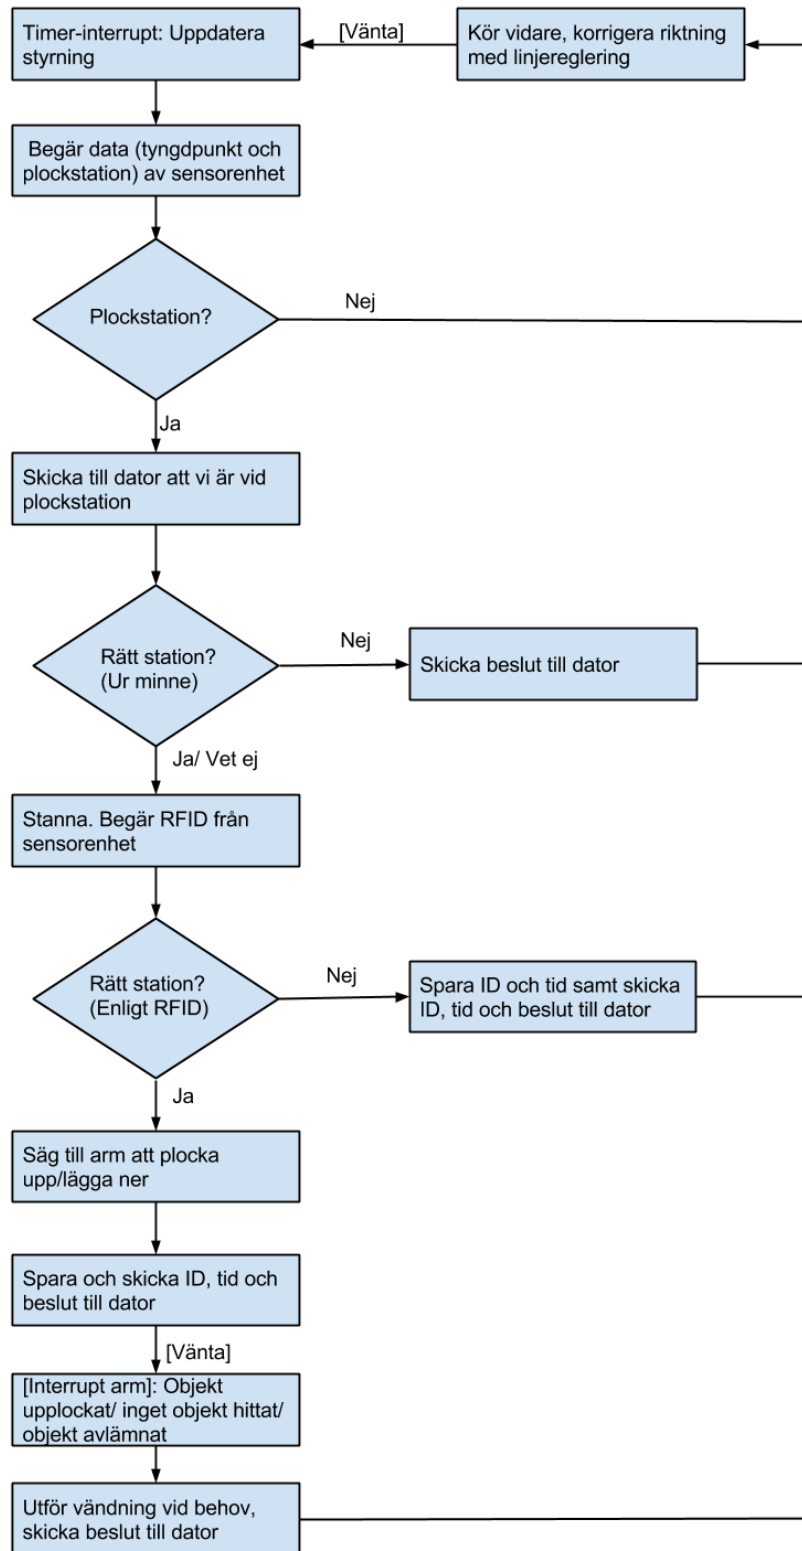 Timer-interrupt: Uppdatera
styrning
[Vänta]
Kör vidare, korrigera riktning
med linjereglering
Begär data (tyngdpunkt och
plockstation) av sensorenhet
Plockstation?
Nej
Ja
Skicka till dator att vi är vid
plockstation
Rätt station?
(Ur minne)
Nej
Skicka beslut till dator
Ja/ Vet ej
Stanna. Begär RFID från
sensorenhet
Rätt station?
(Enligt RFID)
Nej
Spara ID och tid samt skicka
ID, tid och beslut till dator
Ja
Säg till arm att plocka
upp/lägga ner
Spara och skicka ID, tid och
beslut till dator
[Vänta]
[Interrupt arm]: Objekt
upplockat/ inget objekt hittat/
objekt avlämnat
Utför vändning vid behov,
skicka beslut till dator